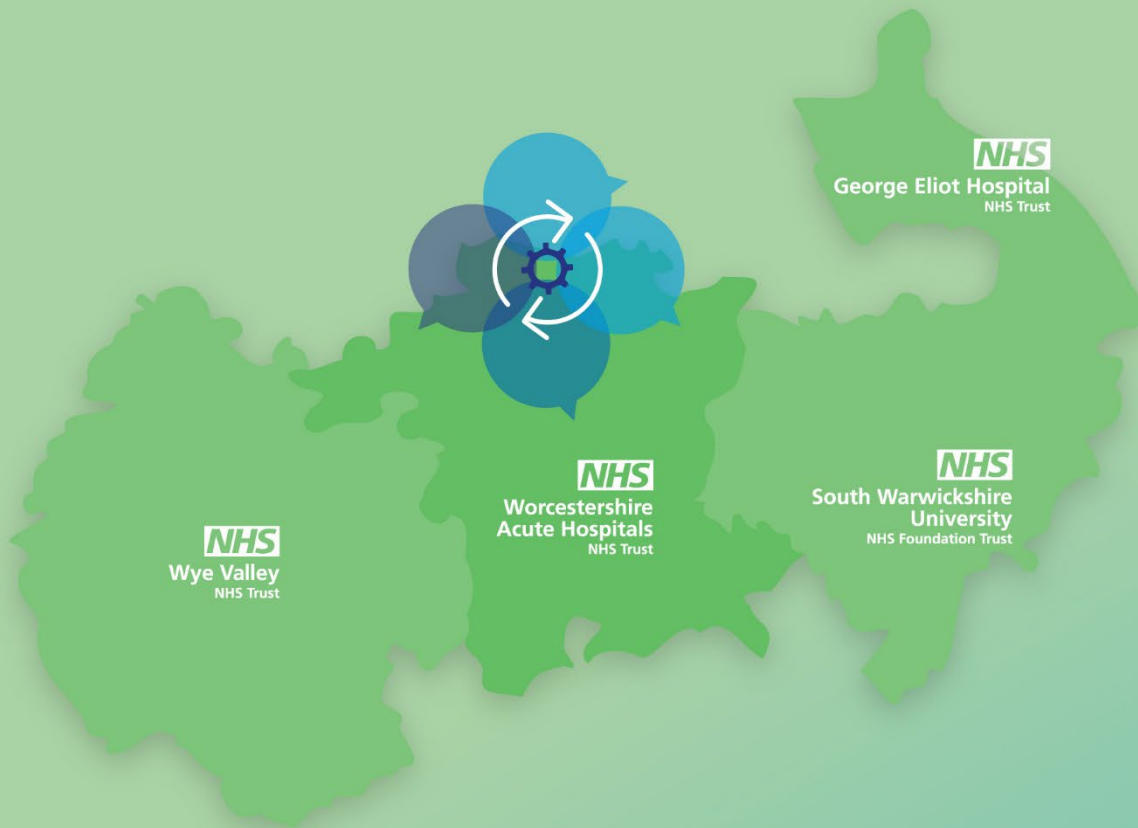 NHS
George Eliot Hospital
NHS Trust
NHS
Worcestershire
Acute Hospitals
NHS Trust
NHS
South Warwickshire
University
NHS Foundation Trust
NHS
Wye Valley
NHS Trust